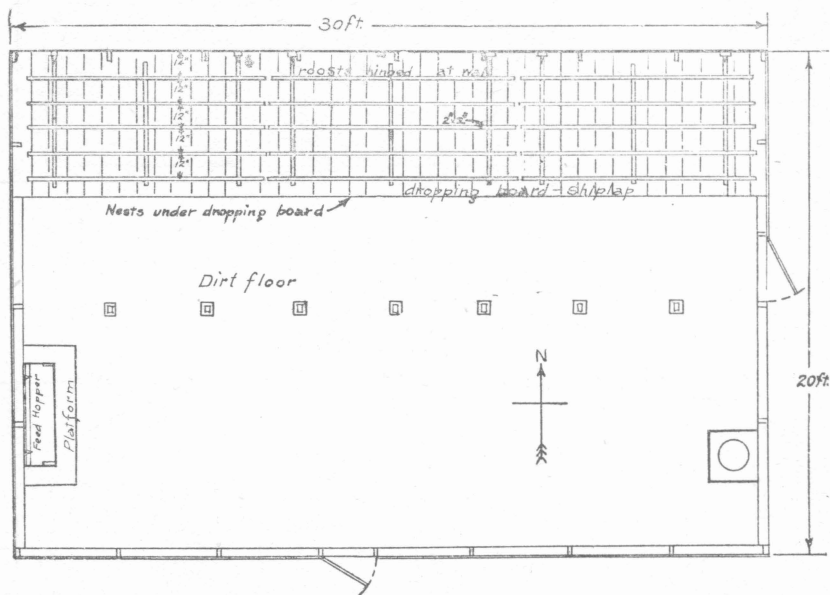 30ft.
12"
roosts hinged at wall
12"
12"
2"x2"
12"
12"
dropping board - Shiplap
Nests under dropping board
Dirt floor
N
20ft.
Feed Hopper
Platform